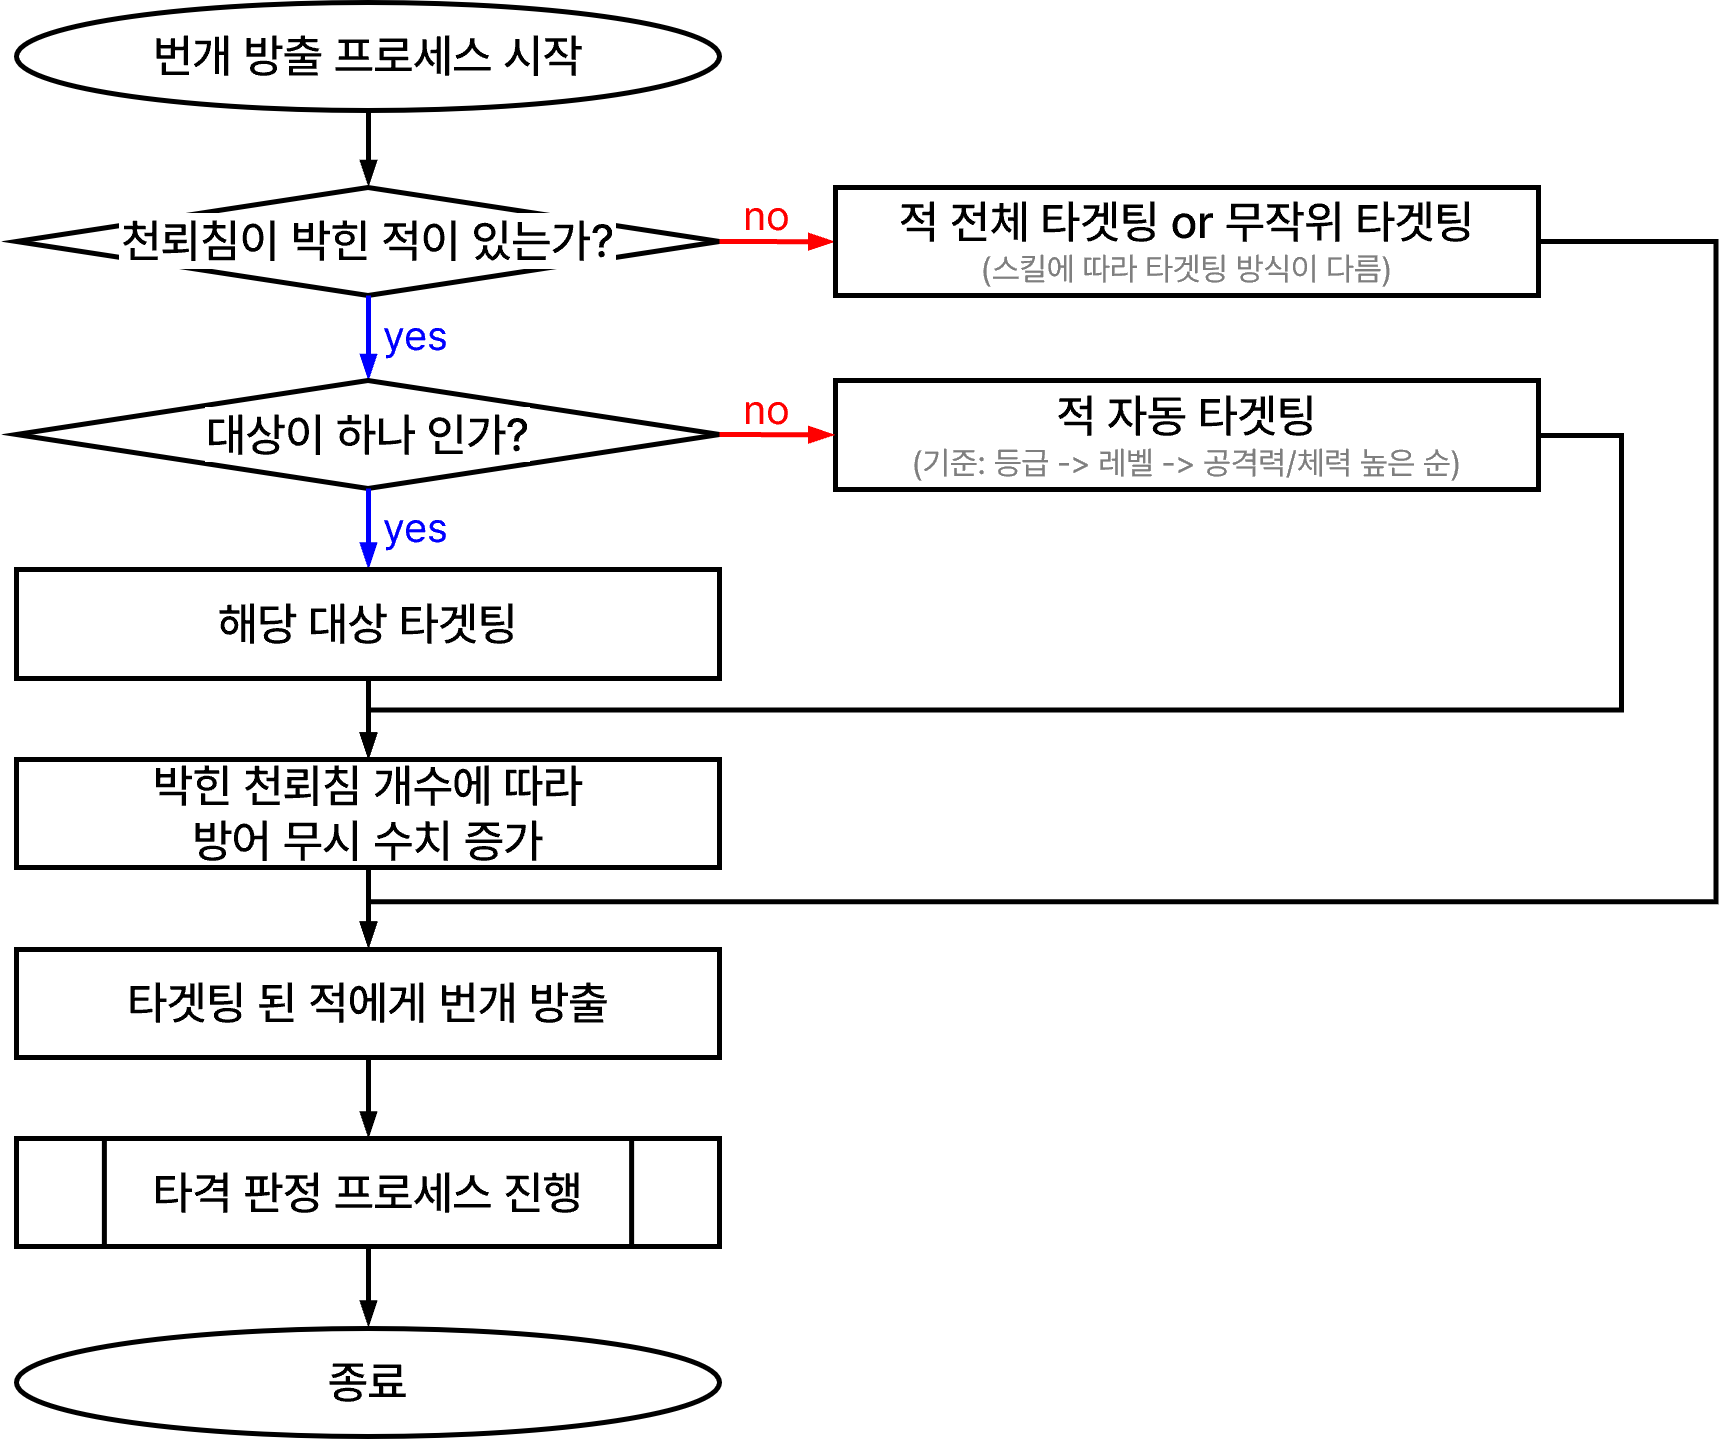 번개 방출 프로세스 시작
천뢰침이 박힌 적이 있는가?
no
적 전체 타겟팅 or 무작위 타겟팅
(스킬에 따라 타겟팅 방식이 다름)
yes
대상이 하나 인가?
no
적 자동 타겟팅
(기준: 등급 -> 레벨 -> 공격력/체력 높은 순)
yes
해당 대상 타겟팅
박힌 천뢰침 개수에 따라
방어 무시 수치 증가
타겟팅 된 적에게 번개 방출
타격 판정 프로세스 진행
종료